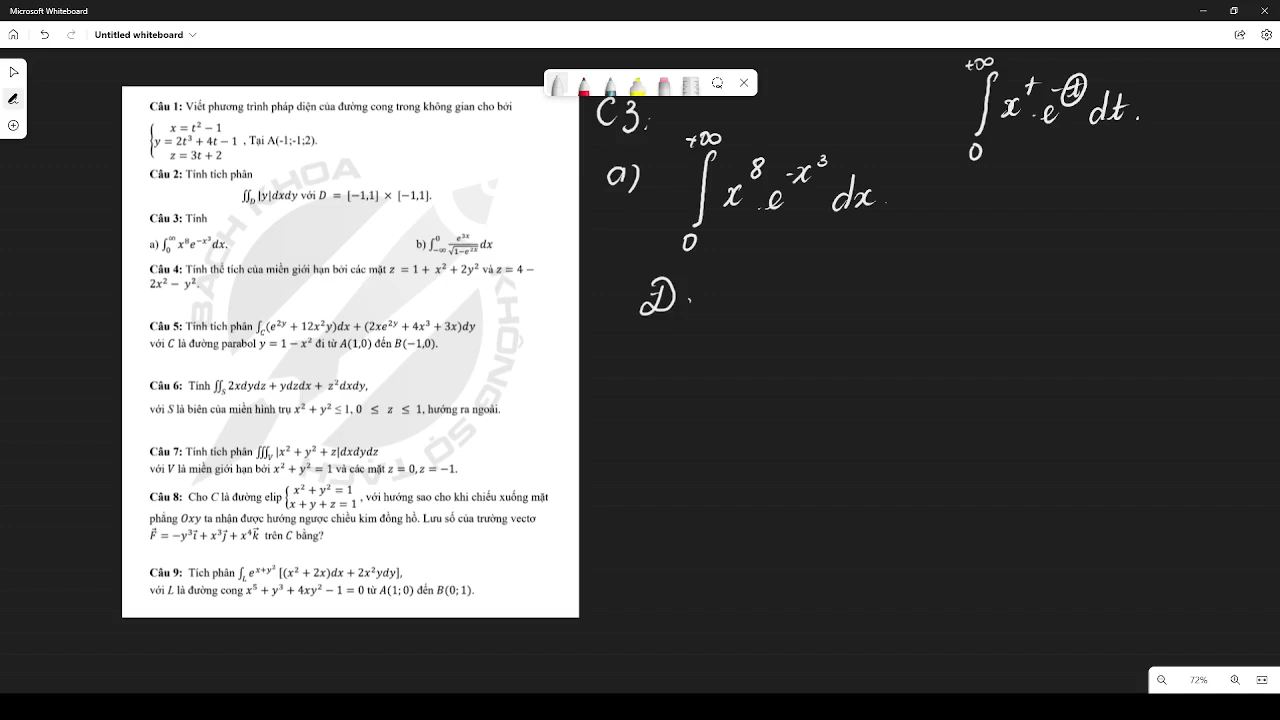 Microsoft Whiteboard
Untitled whiteboard
Câu 1: Viết phương trình pháp diện của đường cong trong không gian cho bởi
{ x = t² − 1
y = 2t³ + 4t − 1 , Tại A(-1;-1;2).
z = 3t + 2
Câu 2: Tính tích phân
∬_D |y|dxdy với D = [−1,1] × [−1,1].
Câu 3: Tính
a) ∫₀^∞ x⁸e^(−x³)dx. b) ∫_(−∞)^0 e^(3x)/√(1−e^(2x)) dx
Câu 4: Tính thể tích của miền giới hạn bởi các mặt z = 1 + x² + 2y² và z = 4 −
2x² − y².
Câu 5: Tính tích phân ∫_C (e^(2y) + 12x²y)dx + (2xe^(2y) + 4x³ + 3x)dy
với C là đường parabol y = 1 − x² đi từ A(1,0) đến B(−1,0).
Câu 6: Tính ∬_S 2xdydz + ydzdx + z²dxdy,
với S là biên của miền hình trụ x² + y² ≤ 1, 0 ≤ z ≤ 1, hướng ra ngoài.
Câu 7: Tính tích phân ∭_V |x² + y² + z|dxdydz
với V là miền giới hạn bởi x² + y² = 1 và các mặt z = 0, z = −1.
Câu 8: Cho C là đường elip { x² + y² = 1
x + y + z = 1 , với hướng sao cho khi chiếu xuống mặt
phẳng Oxy ta nhận được hướng ngược chiều kim đồng hồ. Lưu số của trường vectơ
F⃗ = −y³i⃗ + x³j⃗ + x⁴k⃗ trên C bằng?
Câu 9: Tích phân ∫_L e^(x+y²) [(x² + 2x)dx + 2x²ydy],
với L là đường cong x⁵ + y³ + 4xy² − 1 = 0 từ A(1; 0) đến B(0; 1).
BÁCH KHOA
KHÔNG
C3:
a) ∫₀^(+∞) x⁸.e^(-x³) dx.
Đ.
∫₀^(+∞) x^t.e^(-t) dt.
72%